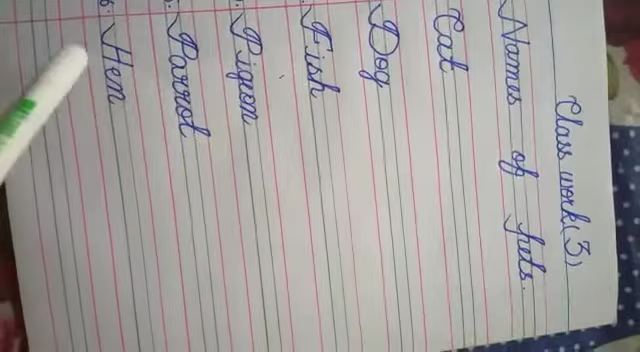 Class work(3)
Names of pets.
Cat
Dog
Fish
Pigeon
Parrot
6. Hen